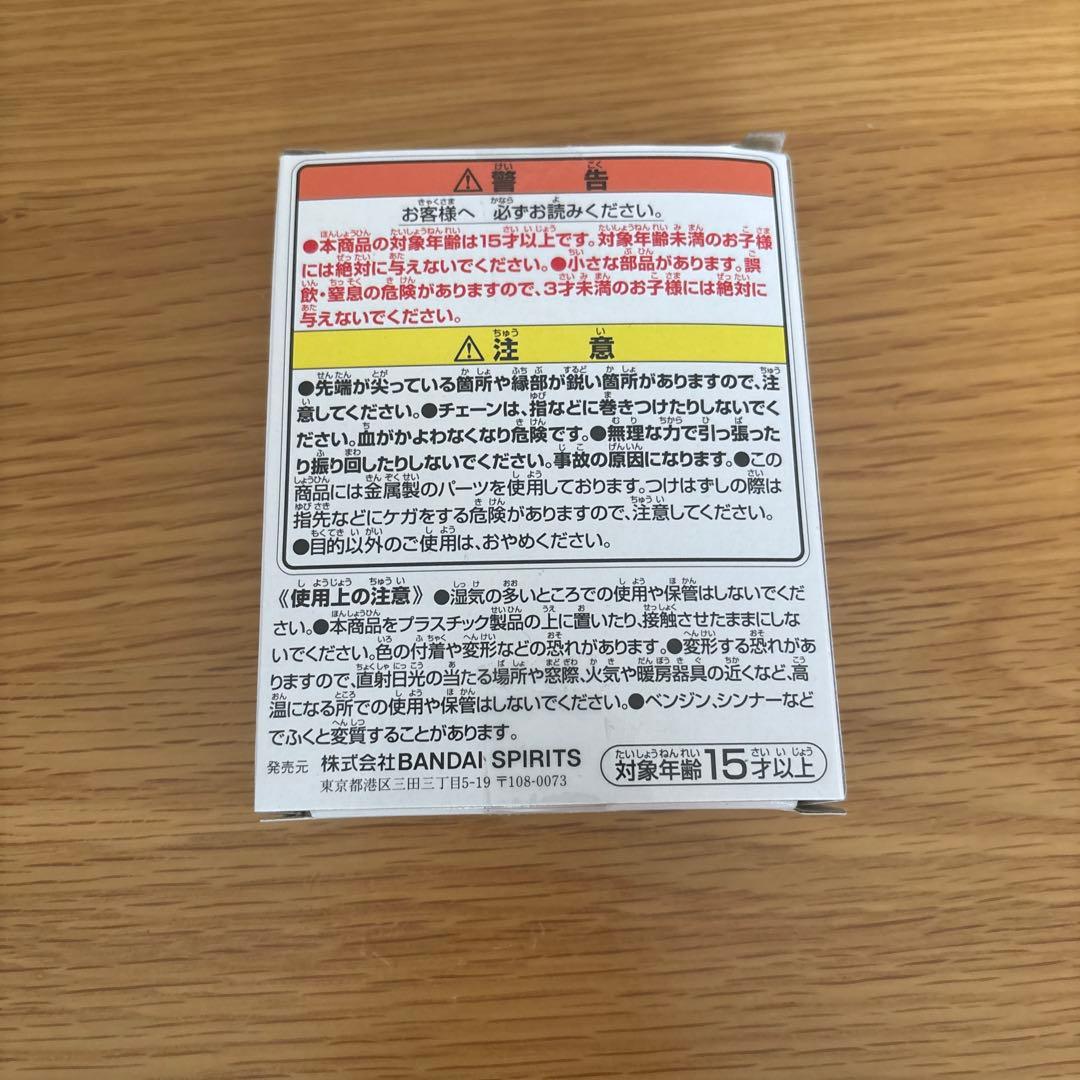 ⚠警告
お客様へ 必ずお読みください。
●本商品の対象年齢は15才以上です。対象年齢未満のお子様
には絶対に与えないでください。●小さな部品があります。誤
飲・窒息の危険がありますので、3才未満のお子様には絶対に
与えないでください。
⚠注意
●先端が尖っている箇所や縁部が鋭い箇所がありますので、注
意してください。●チェーンは、指などに巻きつけたりしないでく
ださい。血がかよわなくなり危険です。●無理な力で引っ張った
り振り回したりしないでください。事故の原因になります。●この
商品には金属製のパーツを使用しております。つけはずしの際は
指先などにケガをする危険がありますので、注意してください。
●目的以外のご使用は、おやめください。
《使用上の注意》●湿気の多いところでの使用や保管はしないでくだ
さい。●本商品をプラスチック製品の上に置いたり、接触させたままにしな
いでください。色の付着や変形などの恐れがあります。●変形する恐れがあ
りますので、直射日光の当たる場所や窓際、火気や暖房器具の近くなど、高
温になる所での使用や保管はしないでください。●ベンジン、シンナーなど
でふくと変質することがあります。
発売元 株式会社BANDAI SPIRITS
東京都港区三田三丁目5-19 〒108-0073
対象年齢15才以上